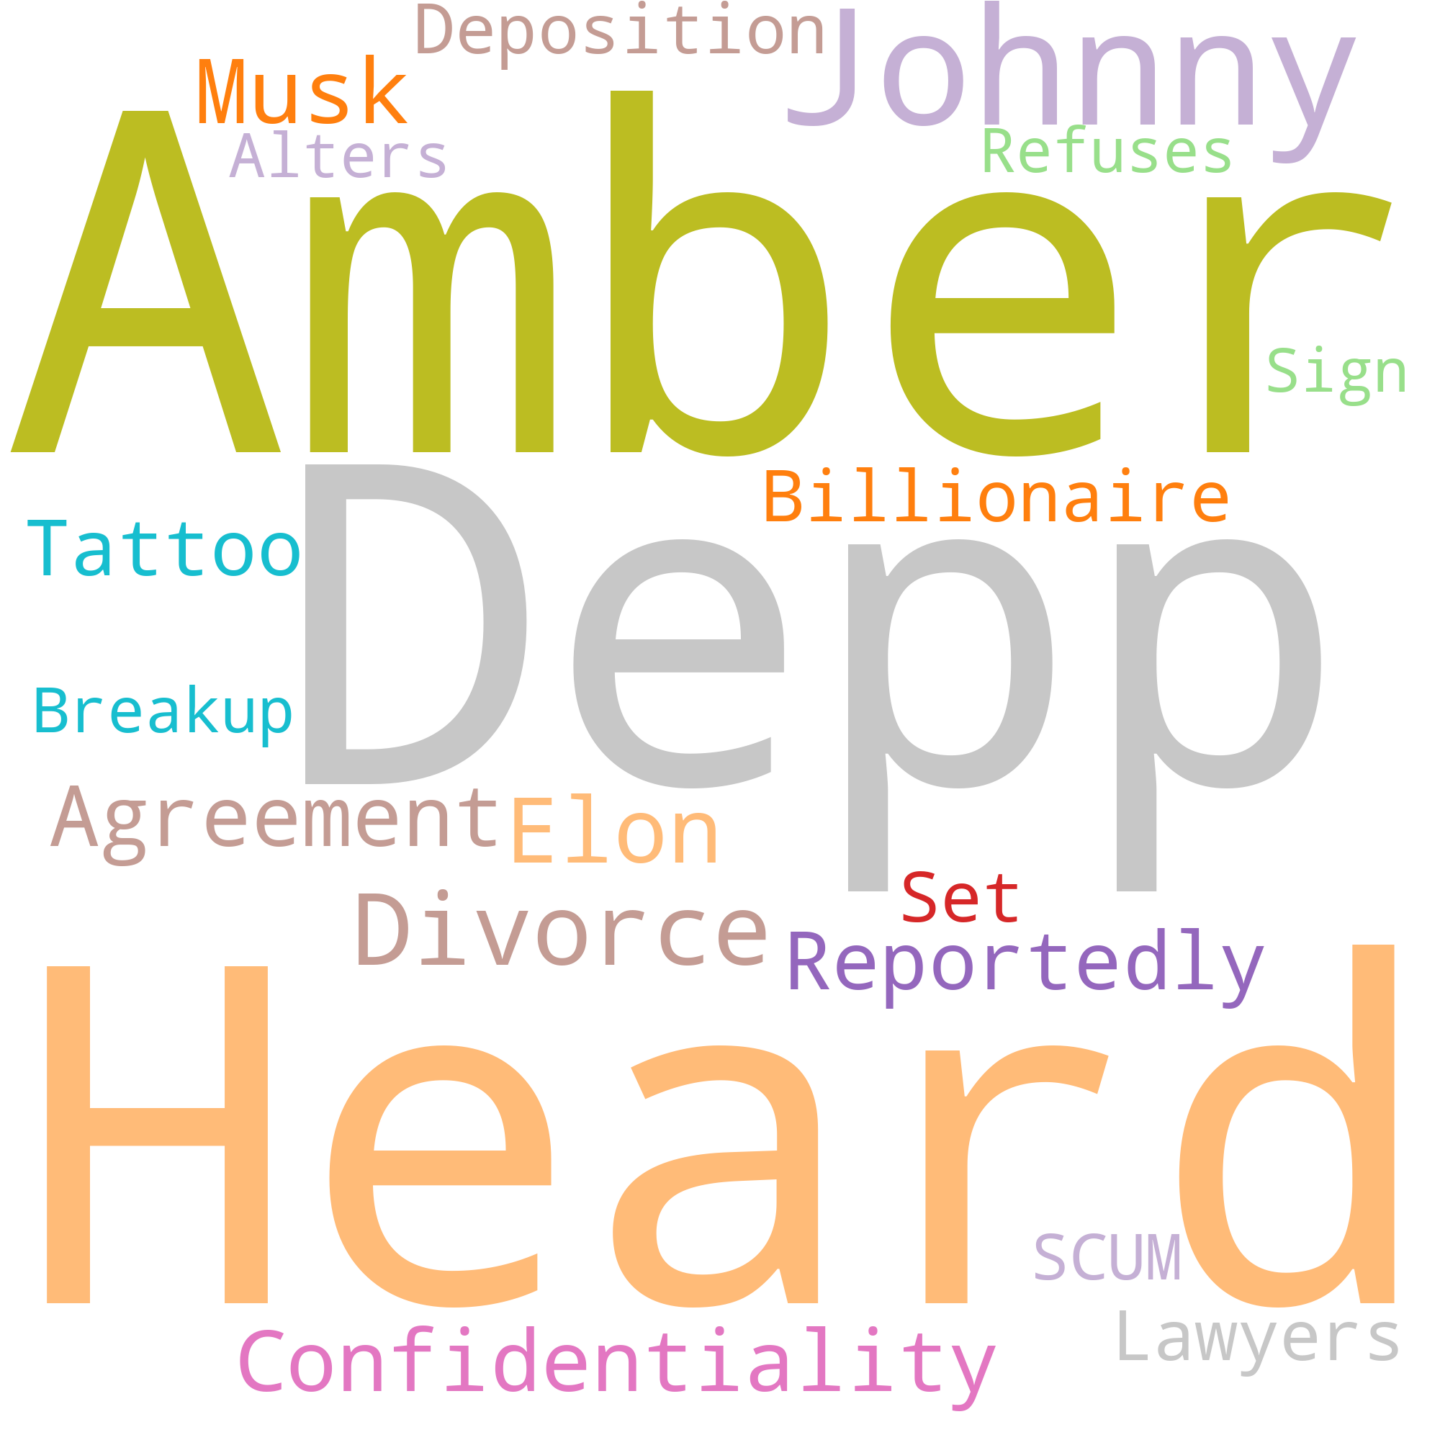 Deposition
Johnny
Musk
Alters
Refuses
Amber
Sign
Billionaire
Tattoo
Depp
Breakup
Agreement
Elon
Set
Divorce
Reportedly
Heard
SCUM
Lawyers
Confidentiality